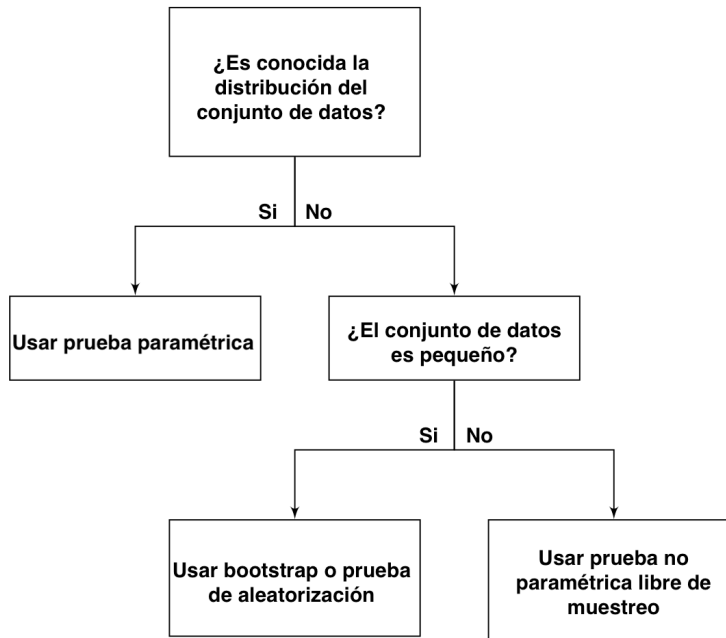 ¿Es conocida la
distribución del
conjunto de datos?
Si
No
Usar prueba paramétrica
¿El conjunto de datos
es pequeño?
Si
No
Usar bootstrap o prueba
de aleatorización
Usar prueba no
paramétrica libre de
muestreo